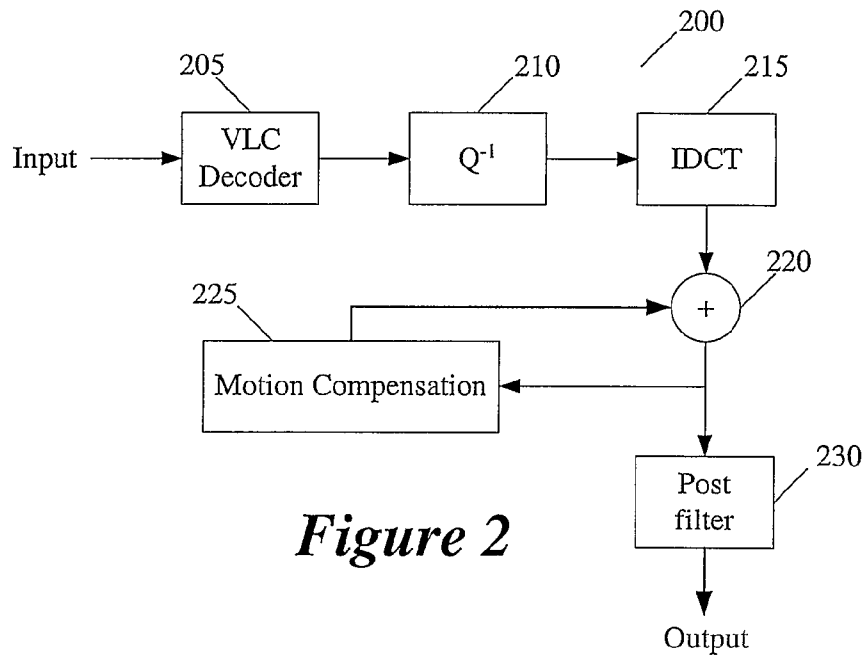 200
205
210
215
Input
VLC
Decoder
Q-1
IDCT
220
+
225
Motion Compensation
230
Post
filter
Figure 2
Output